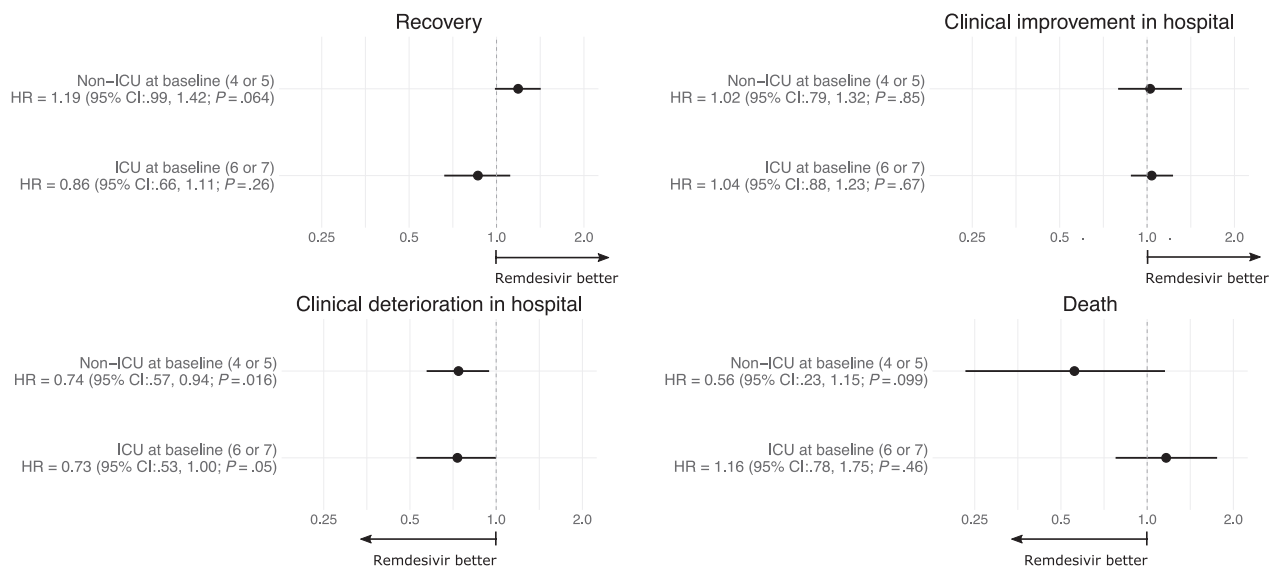 Recovery
Non-ICU at baseline (4 or 5)
HR = 1.19 (95% CI:.99, 1.42; P = .064)
ICU at baseline (6 or 7)
HR = 0.86 (95% CI:.66, 1.11; P = .26)
0.25 0.5 1.0 2.0
Remdesivir better
Clinical improvement in hospital
Non-ICU at baseline (4 or 5)
HR = 1.02 (95% CI:.79, 1.32; P = .85)
ICU at baseline (6 or 7)
HR = 1.04 (95% CI:.88, 1.23; P = .67)
0.25 0.5 1.0 2.0
Remdesivir better
Clinical deterioration in hospital
Non-ICU at baseline (4 or 5)
HR = 0.74 (95% CI:.57, 0.94; P = .016)
ICU at baseline (6 or 7)
HR = 0.73 (95% CI:.53, 1.00; P = .05)
0.25 0.5 1.0 2.0
Remdesivir better
Death
Non-ICU at baseline (4 or 5)
HR = 0.56 (95% CI:.23, 1.15; P = .099)
ICU at baseline (6 or 7)
HR = 1.16 (95% CI:.78, 1.75; P = .46)
0.25 0.5 1.0 2.0
Remdesivir better